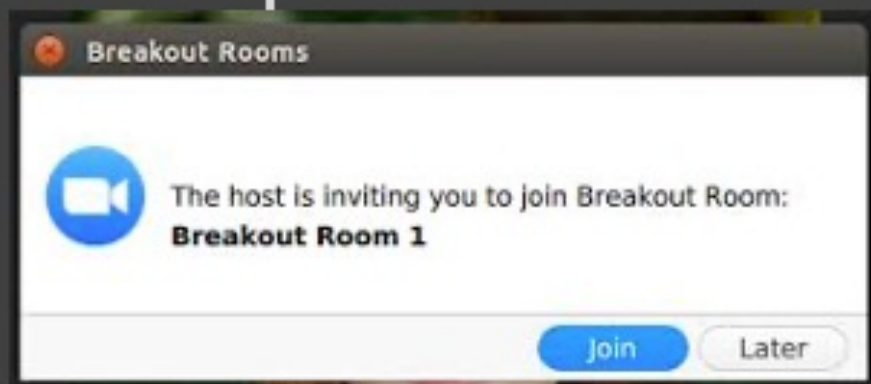 Breakout Rooms
The host is inviting you to join Breakout Room:
Breakout Room 1
Join
Later